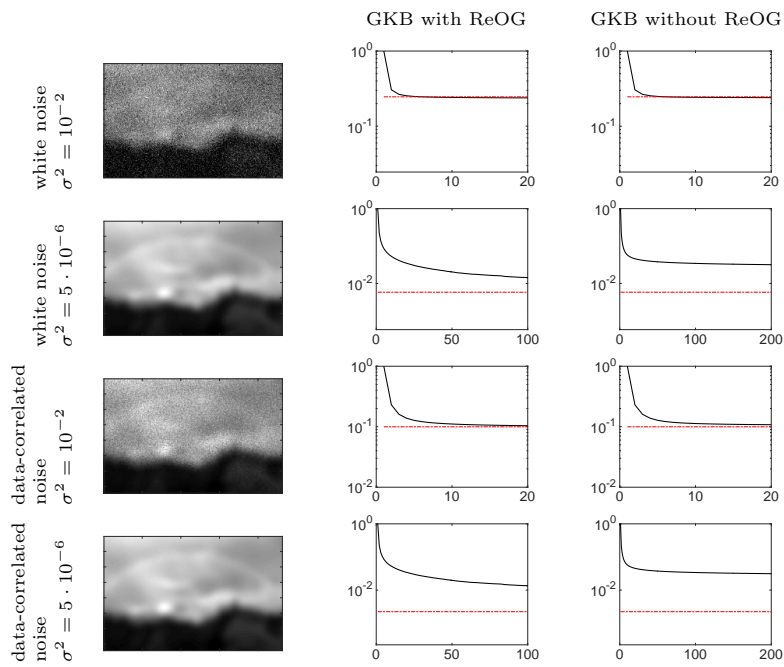 GKB with ReOG
GKB without ReOG
white noise
σ² = 10⁻²
10⁰
10⁻¹
0 10 20
10⁰
10⁻¹
0 10 20
white noise
σ² = 5 · 10⁻⁶
10⁰
10⁻²
0 50 100
10⁰
10⁻²
0 100 200
data-correlated
noise
σ² = 10⁻²
10⁰
10⁻¹
10⁻²
0 10 20
10⁰
10⁻¹
10⁻²
0 10 20
data-correlated
noise
σ² = 5 · 10⁻⁶
10⁰
10⁻²
0 50 100
10⁰
10⁻²
0 100 200